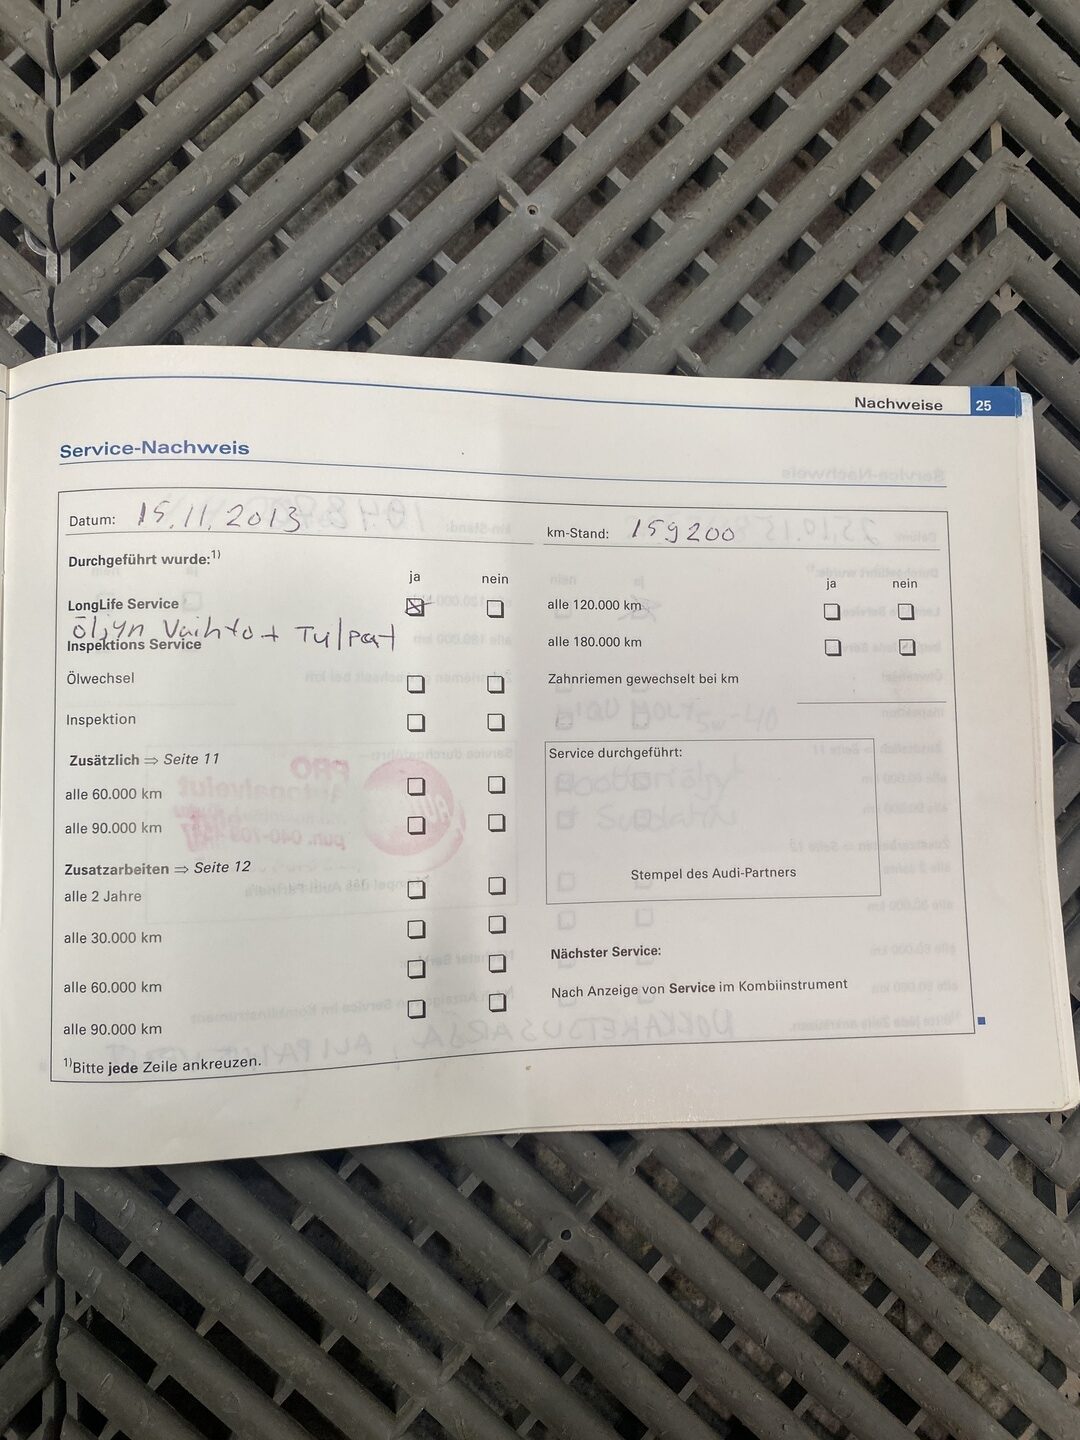 Nachweise 25
Service-Nachweis
Datum: 15.11.2013 km-Stand: 159200
Durchgeführt wurde:1)
ja nein ja nein
LongLife Service alle 120.000 km
öljyn Vaihto + Tulpat
Inspektions Service alle 180.000 km
Ölwechsel Zahnriemen gewechselt bei km
Inspektion
Zusätzlich ⇒ Seite 11 Service durchgeführt:
alle 60.000 km
alle 90.000 km
Zusatzarbeiten ⇒ Seite 12 Stempel des Audi-Partners
alle 2 Jahre
alle 30.000 km Nächster Service:
alle 60.000 km Nach Anzeige von Service im Kombiinstrument
alle 90.000 km
1)Bitte jede Zeile ankreuzen.